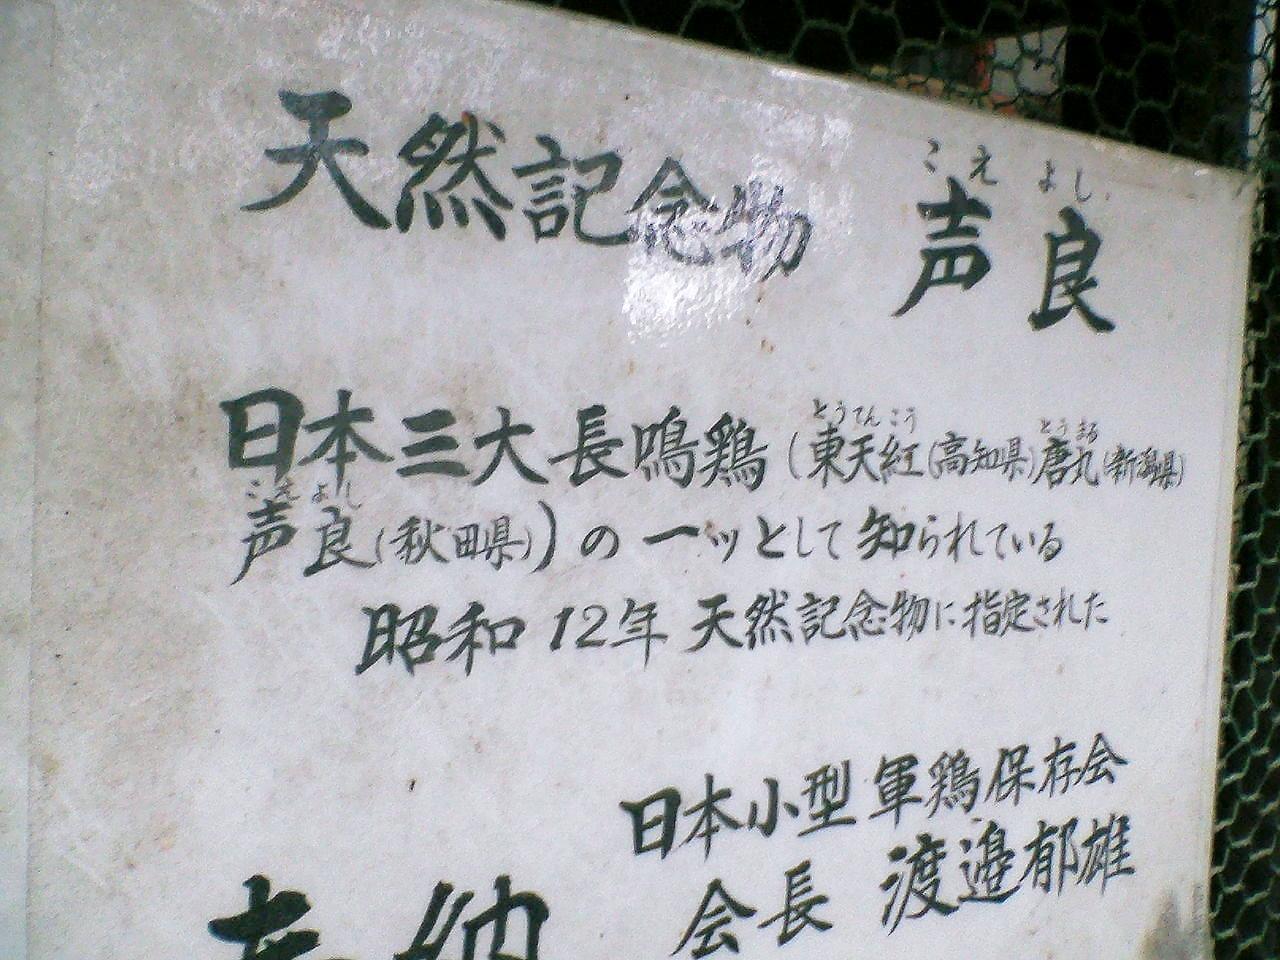 天然記念物 声良
こえ よし
日本三大長鳴鶏(東天紅(高知県)唐丸(新潟県)
とうてんこう とうまる
声良(秋田県))の一ッとして知られている
こえ よし
昭和12年 天然記念物に指定された
日本小型軍鶏保存会
会長 渡邉郁雄
奉納